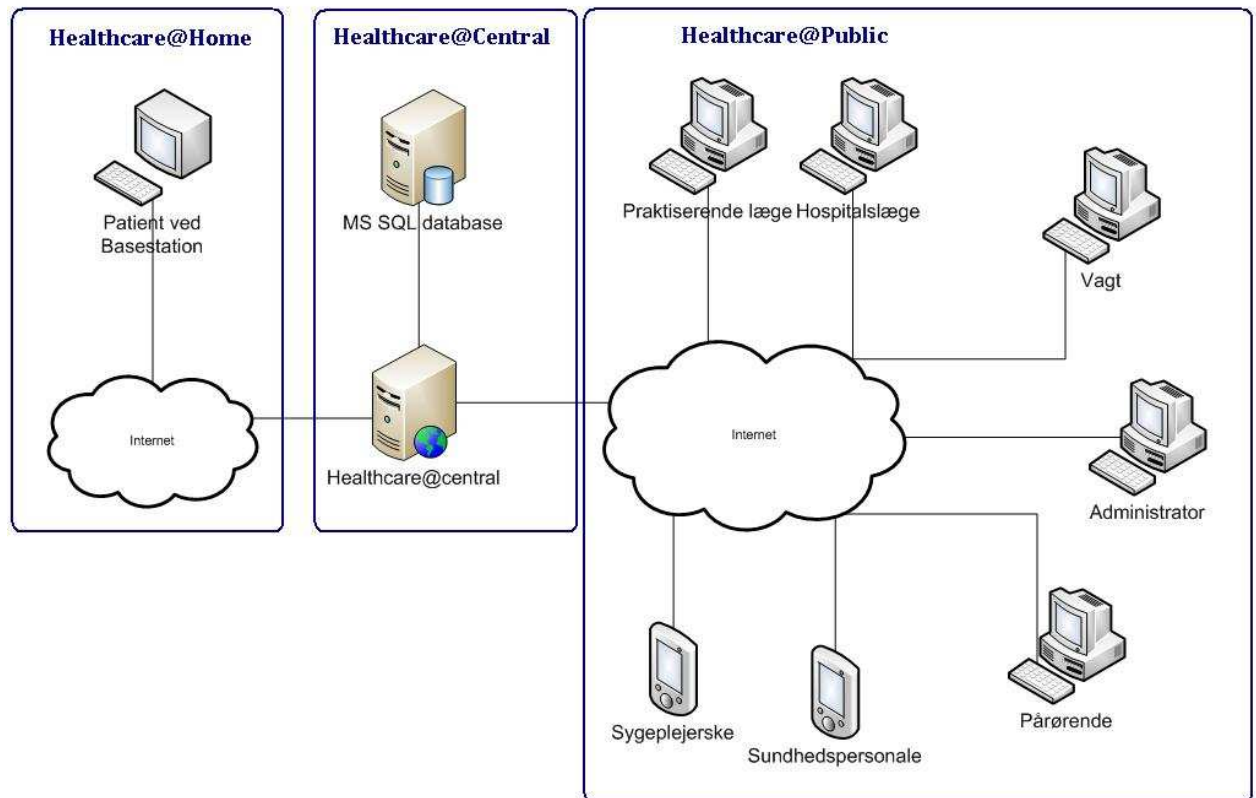 Healthcare@Home
Patient ved
Basestation
Internet
Healthcare@Central
MS SQL database
Healthcare@central
Healthcare@Public
Praktiserende læge
Hospitalslæge
Vagt
Internet
Administrator
Sygeplejerske
Sundhedspersonale
Pårørende